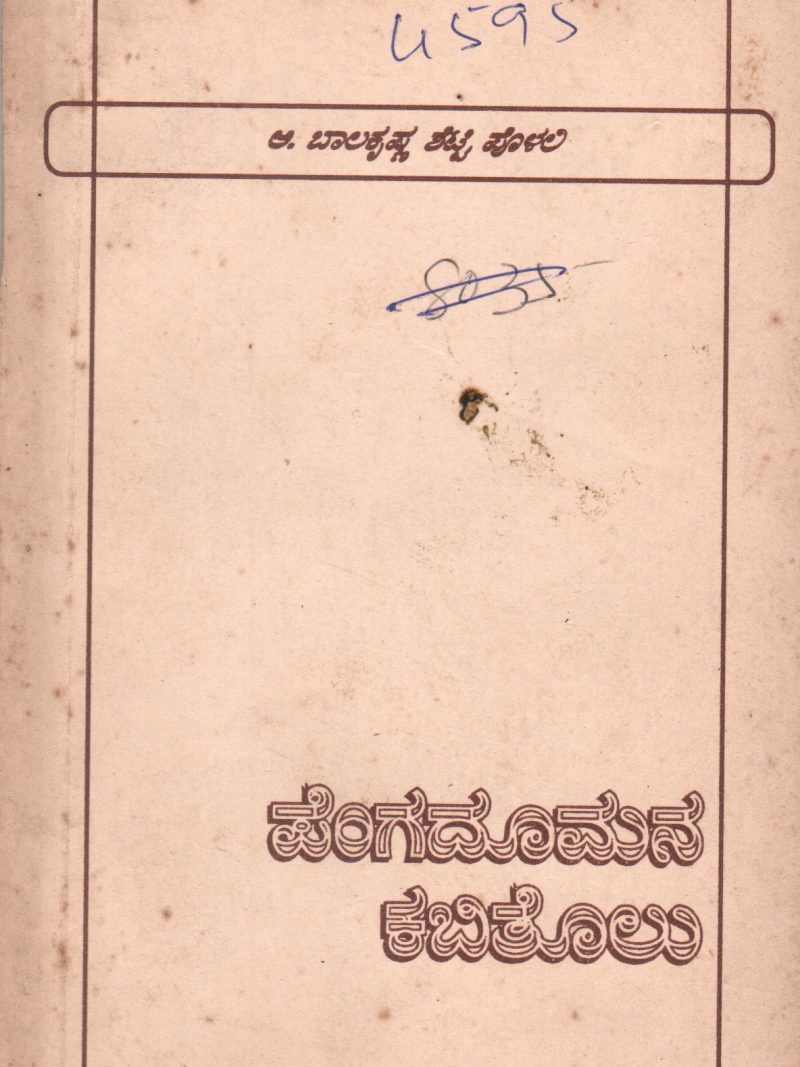 4595
ಅ. ಬಾಲಕೃಷ್ಣ ಶೆಟ್ಟಿ ಪೊಳಲಿ
8035
ಪೆಂಗದೂಮನ
ಕಬಿತೊಲು